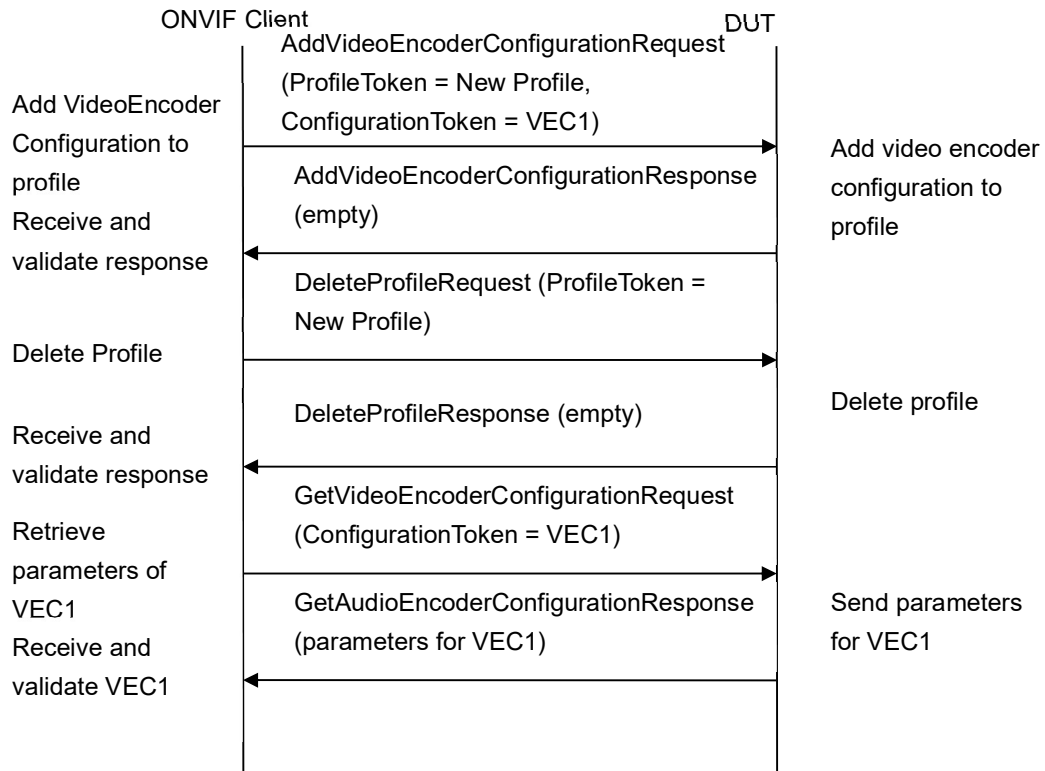 ONVIF Client
DUT
AddVideoEncoderConfigurationRequest
(ProfileToken = New Profile,
ConfigurationToken = VEC1)
Add VideoEncoder
Configuration to
profile
Add video encoder
configuration to
profile
AddVideoEncoderConfigurationResponse
(empty)
Receive and
validate response
DeleteProfileRequest (ProfileToken =
New Profile)
Delete Profile
Delete profile
DeleteProfileResponse (empty)
Receive and
validate response
GetVideoEncoderConfigurationRequest
(ConfigurationToken = VEC1)
Retrieve
parameters of
VEC1
Send parameters
for VEC1
GetAudioEncoderConfigurationResponse
(parameters for VEC1)
Receive and
validate VEC1